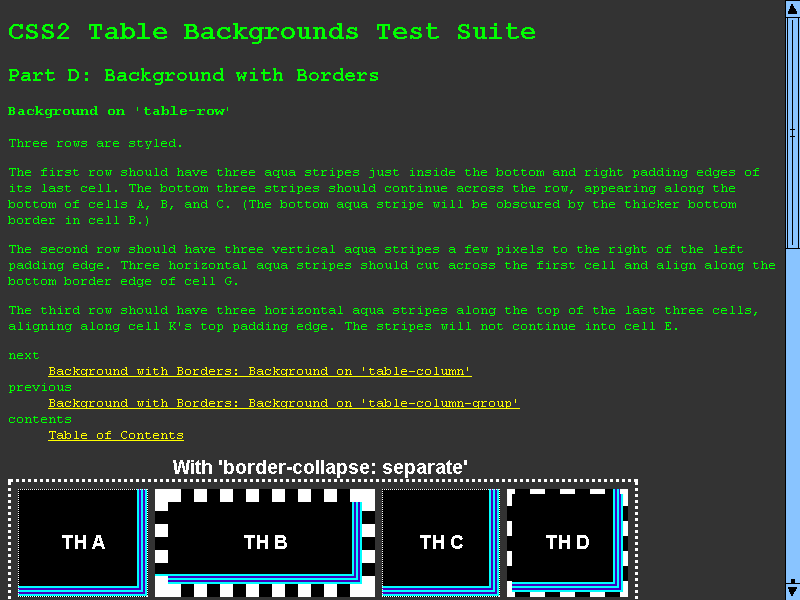 CSS2 Table Backgrounds Test Suite
Part D: Background with Borders
Background on 'table-row'
Three rows are styled.
The first row should have three aqua stripes just inside the bottom and right padding edges of
its last cell. The bottom three stripes should continue across the row, appearing along the
bottom of cells A, B, and C. (The bottom aqua stripe will be obscured by the thicker bottom
border in cell B.)
The second row should have three vertical aqua stripes a few pixels to the right of the left
padding edge. Three horizontal aqua stripes should cut across the first cell and align along the
bottom border edge of cell G.
The third row should have three horizontal aqua stripes along the top of the last three cells,
aligning along cell K's top padding edge. The stripes will not continue into cell E.
next
Background with Borders: Background on 'table-column'
previous
Background with Borders: Background on 'table-column-group'
contents
Table of Contents
With 'border-collapse: separate'
TH A TH B TH C TH D